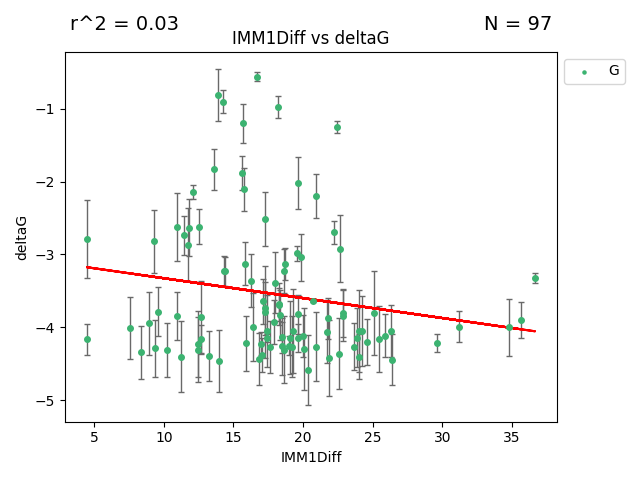 r^2 = 0.03
N = 97
IMM1Diff vs deltaG
G
deltaG
−1
−2
−3
−4
−5
5 10 15 20 25 30 35
IMM1Diff